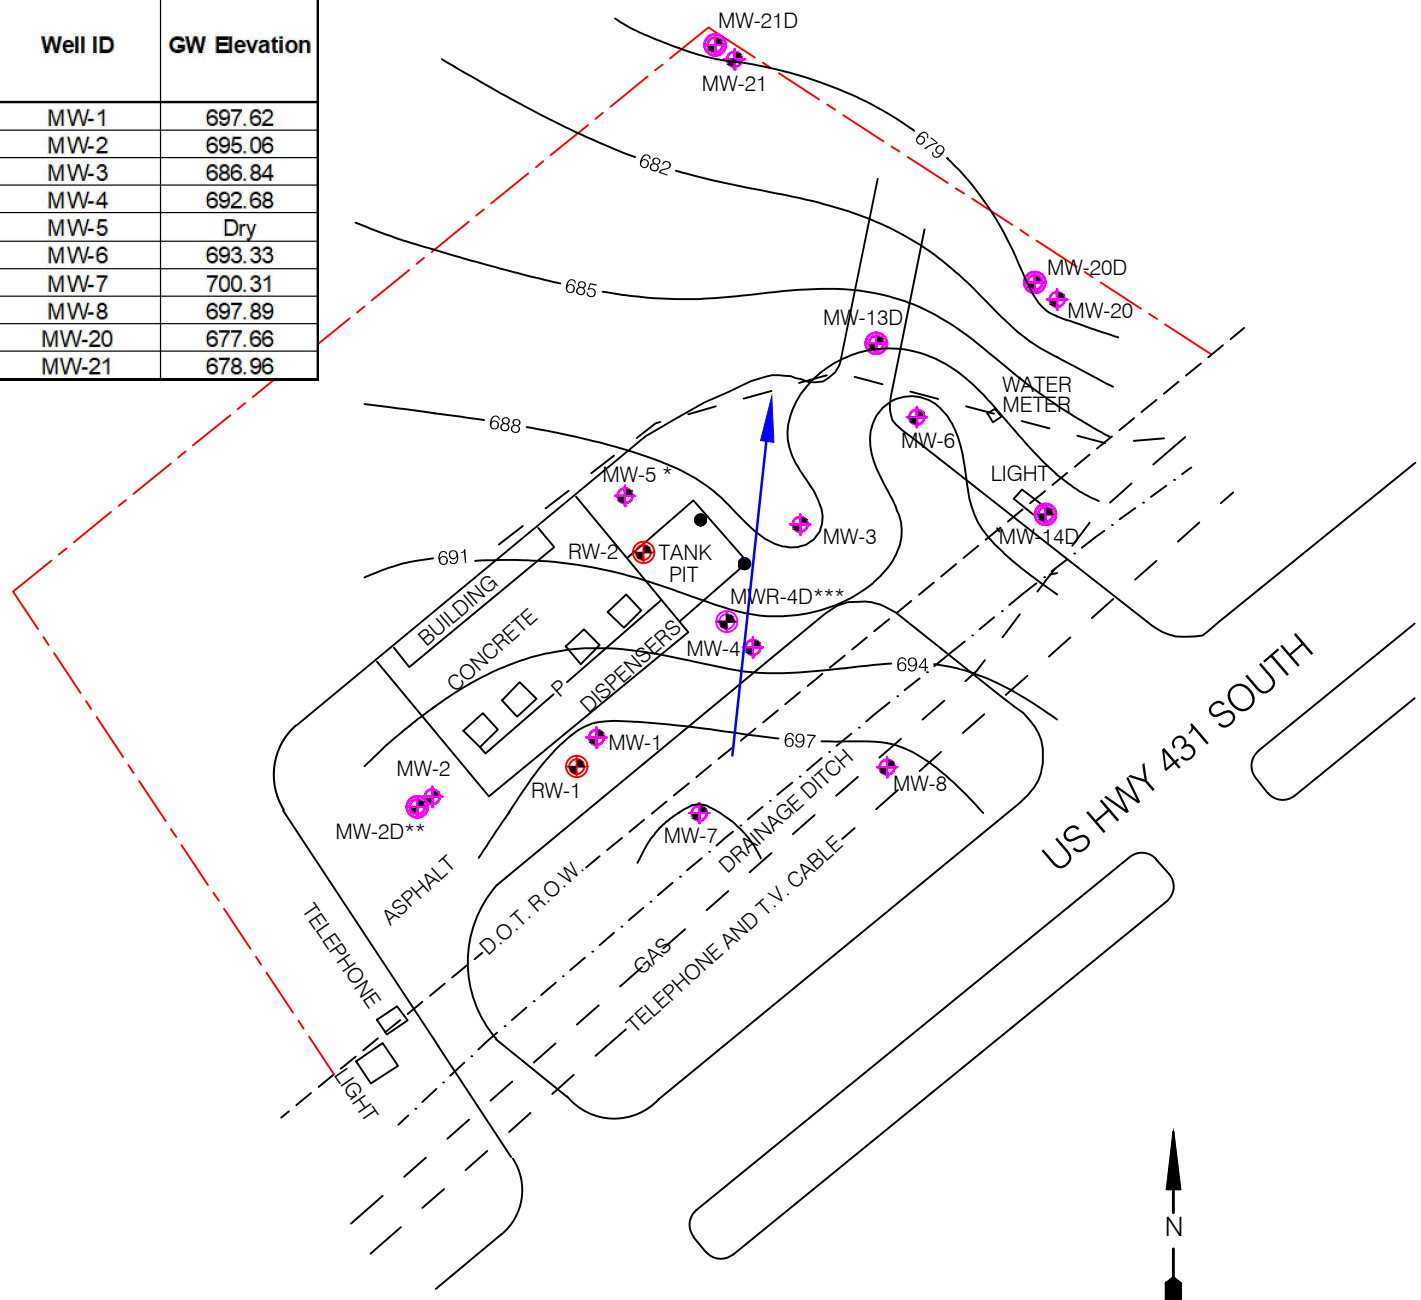 Well ID GW Elevation
MW-1 697.62
MW-2 695.06
MW-3 686.84
MW-4 692.68
MW-5 Dry
MW-6 693.33
MW-7 700.31
MW-8 697.89
MW-20 677.66
MW-21 678.96
MW-21D
MW-21
679
682
MW-20D
MW-20
685
MW-13D
WATER
METER
688
MW-6
MW-5 *
LIGHT
MW-3
MW-14D
RW-2
TANK
PIT
691
BUILDING
MWR-4D***
CONCRETE
MW-4
DISPENSERS
694
P
697
MW-1
MW-2
RW-1
MW-8
MW-2D**
MW-7
DRAINAGE DITCH
US HWY 431 SOUTH
ASPHALT
D.O.T. R.O.W.
GAS
TELEPHONE AND T.V. CABLE
TELEPHONE
LIGHT
N